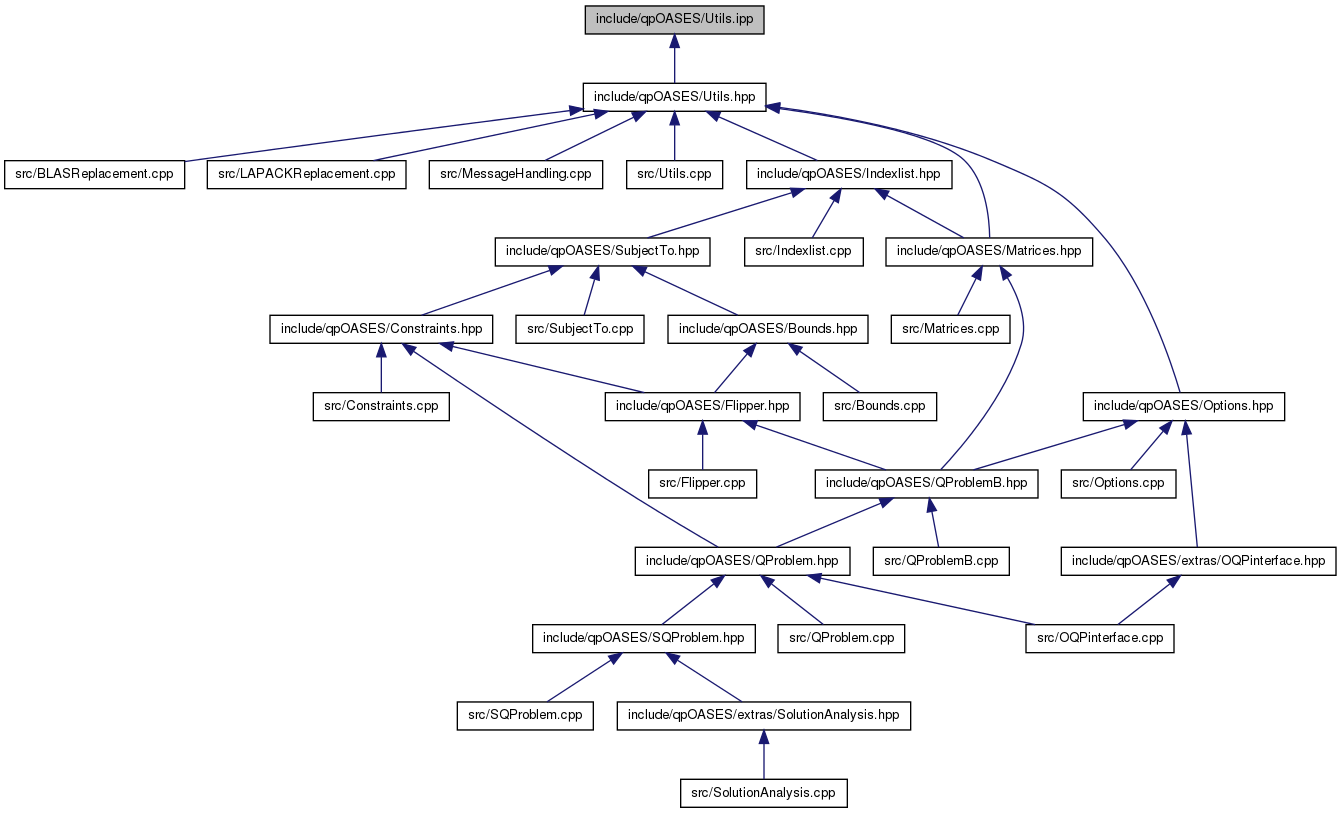 include/qpOASES/Utils.ipp
include/qpOASES/Utils.hpp
src/BLASReplacement.cpp
src/LAPACKReplacement.cpp
src/MessageHandling.cpp
src/Utils.cpp
include/qpOASES/Indexlist.hpp
include/qpOASES/SubjectTo.hpp
src/Indexlist.cpp
include/qpOASES/Matrices.hpp
include/qpOASES/Constraints.hpp
src/SubjectTo.cpp
include/qpOASES/Bounds.hpp
src/Matrices.cpp
src/Constraints.cpp
include/qpOASES/Flipper.hpp
src/Bounds.cpp
include/qpOASES/Options.hpp
src/Flipper.cpp
include/qpOASES/QProblemB.hpp
src/Options.cpp
include/qpOASES/QProblem.hpp
src/QProblemB.cpp
include/qpOASES/extras/OQPinterface.hpp
include/qpOASES/SQProblem.hpp
src/QProblem.cpp
src/OQPinterface.cpp
src/SQProblem.cpp
include/qpOASES/extras/SolutionAnalysis.hpp
src/SolutionAnalysis.cpp